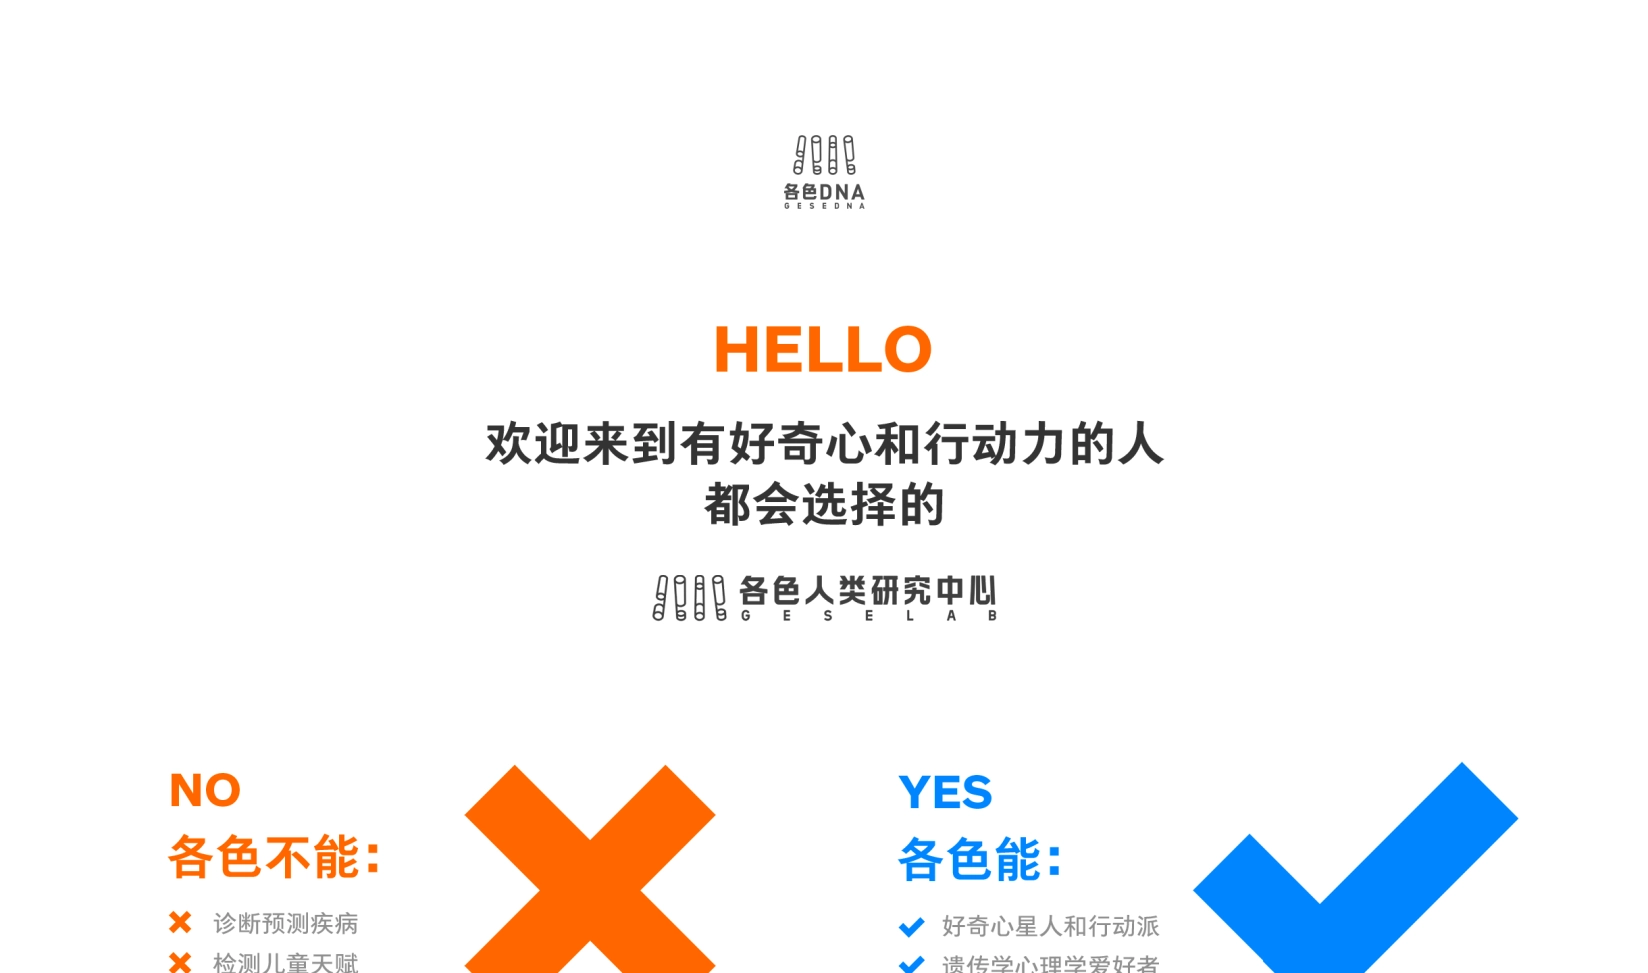 各色DNA
GESEDNA
HELLO
欢迎来到有好奇心和行动力的人
都会选择的
各色人类研究中心
GESELAB
NO
各色不能：
诊断预测疾病
检测儿童天赋
YES
各色能：
好奇心星人和行动派
遗传学心理学爱好者